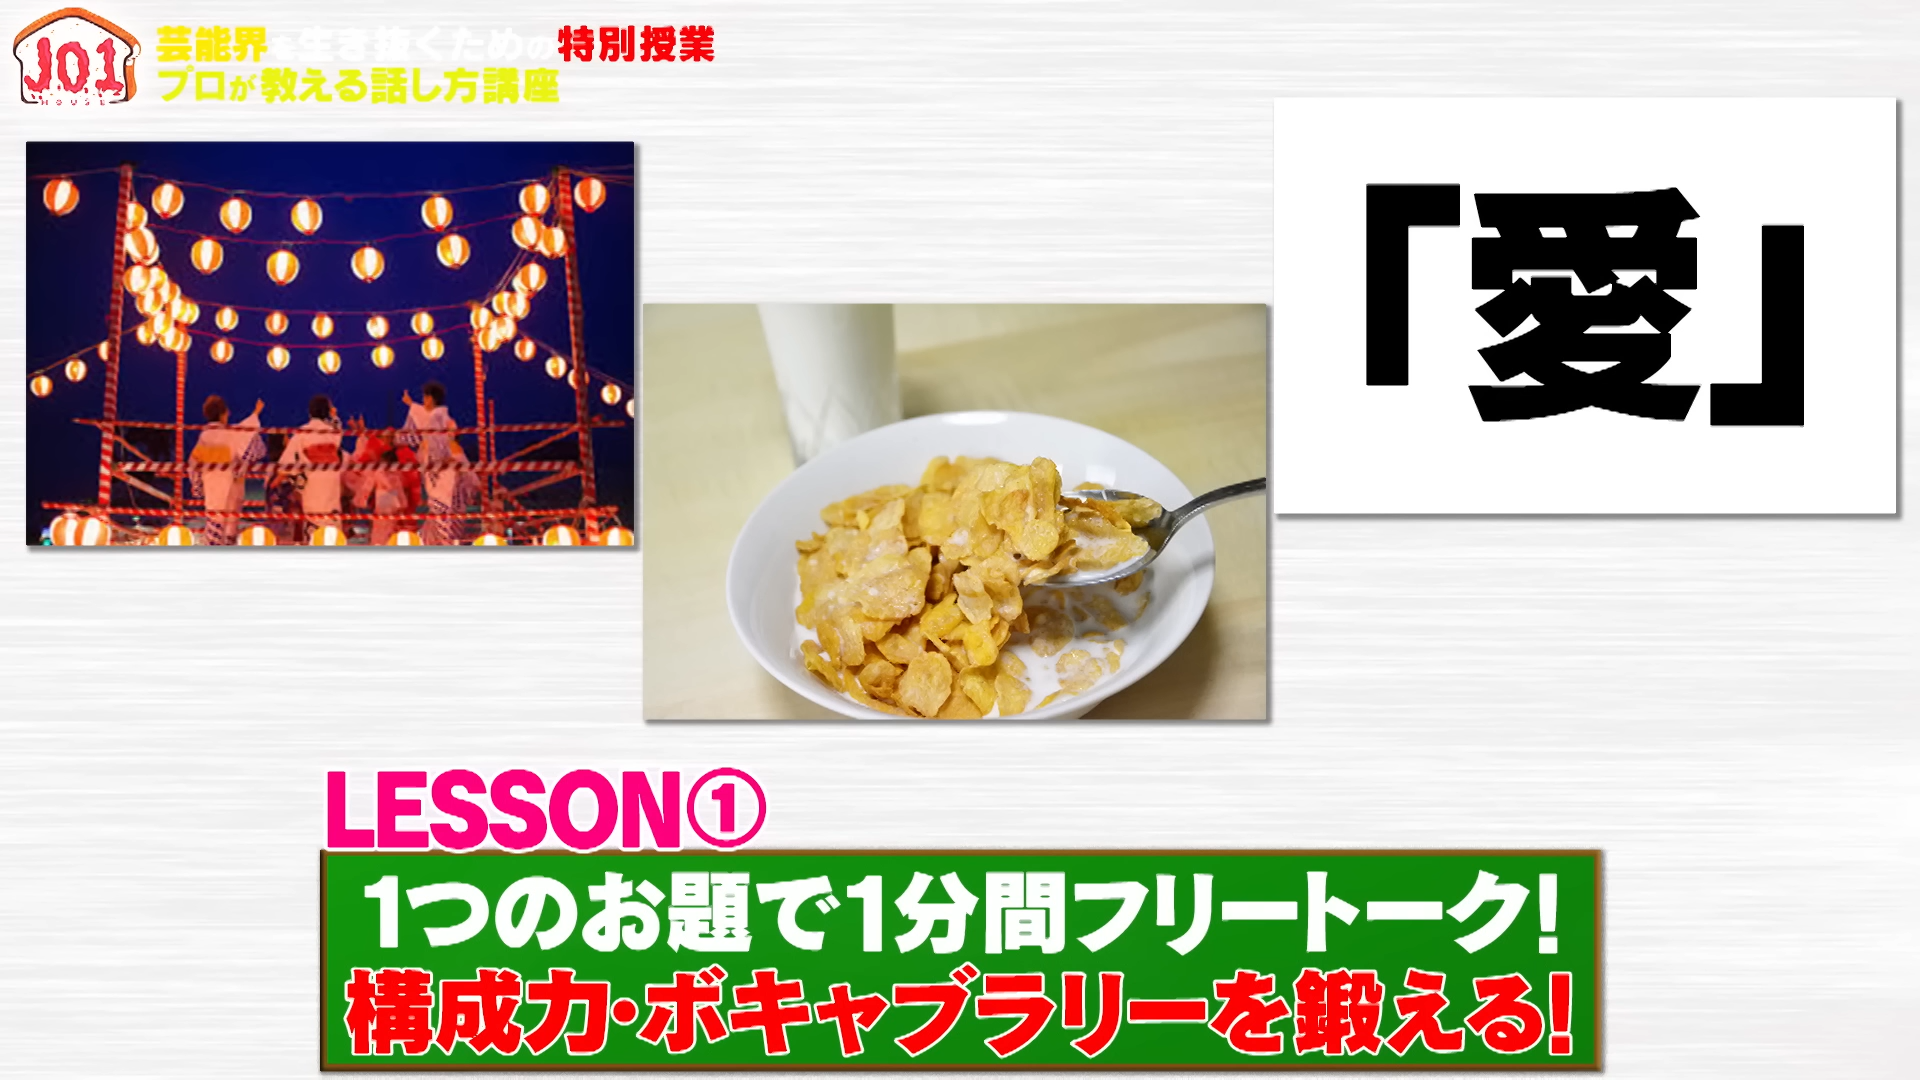 JO1
HOUSE
芸能界を生き抜くための特別授業
プロが教える話し方講座
「愛」
LESSON①
1つのお題で1分間フリートーク!
構成力・ボキャブラリーを鍛える!